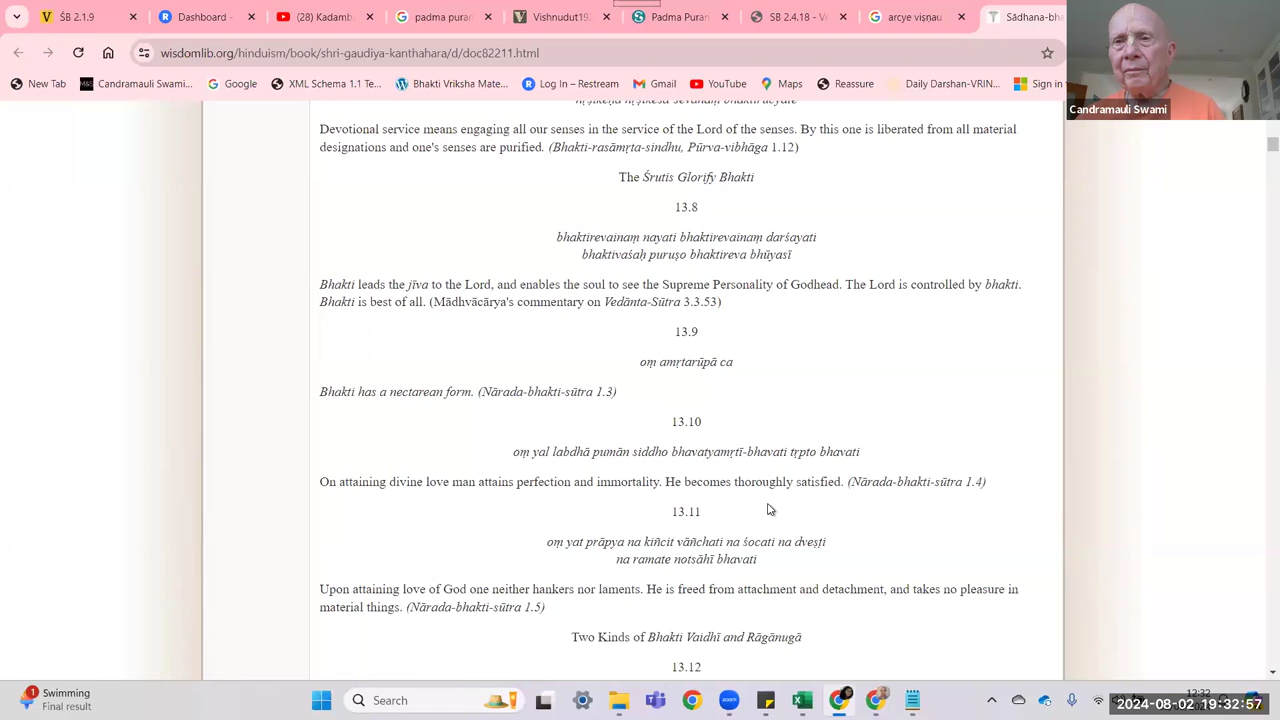 ŚB 2.1.9
Dashboard
(28) Kadamb
padma puran
Vishnudut19
Padma Puran
SB 2.4.18 -
arcye viṣṇau
Sādhana-bha
wisdomlib.org/hinduism/book/shri-gaudiya-kanthahara/d/doc82211.html
New Tab
Candramauli Swami...
Google
XML Schema 1.1
Bhakti Vriksha Mate...
Log In – Restream
Gmail
YouTube
Maps
Reassure
Daily Darshan-VRIN...
Sign in
Candramauli Swami
hṛṣīkeṇa hṛṣīkeśa-sevanaṃ bhaktir ucyate
Devotional service means engaging all our senses in the service of the Lord of the senses. By this one is liberated from all material
designations and one's senses are purified. (Bhakti-rasāmṛta-sindhu, Pūrva-vibhāga 1.12)
The Śrutis Glorify Bhakti
13.8
bhaktirevainaṃ nayati bhaktirevainaṃ darśayati
bhaktivaśaḥ puruṣo bhaktireva bhūyasī
Bhakti leads the jīva to the Lord, and enables the soul to see the Supreme Personality of Godhead. The Lord is controlled by bhakti.
Bhakti is best of all. (Mādhvācārya's commentary on Vedānta-Sūtra 3.3.53)
13.9
oṃ amṛtarūpā ca
Bhakti has a nectarean form. (Nārada-bhakti-sūtra 1.3)
13.10
oṃ yal labdhā pumān siddho bhavatyamṛtī-bhavati tṛpto bhavati
On attaining divine love man attains perfection and immortality. He becomes thoroughly satisfied. (Nārada-bhakti-sūtra 1.4)
13.11
oṃ yat prāpya na kiñcit vāñchati na śocati na dveṣṭi
na ramate notsāhī bhavati
Upon attaining love of God one neither hankers nor laments. He is freed from attachment and detachment, and takes no pleasure in
material things. (Nārada-bhakti-sūtra 1.5)
Two Kinds of Bhakti Vaidhī and Rāgānugā
13.12
1
Swimming
Final result
Search
12:32
2024-08-02 19:32:57